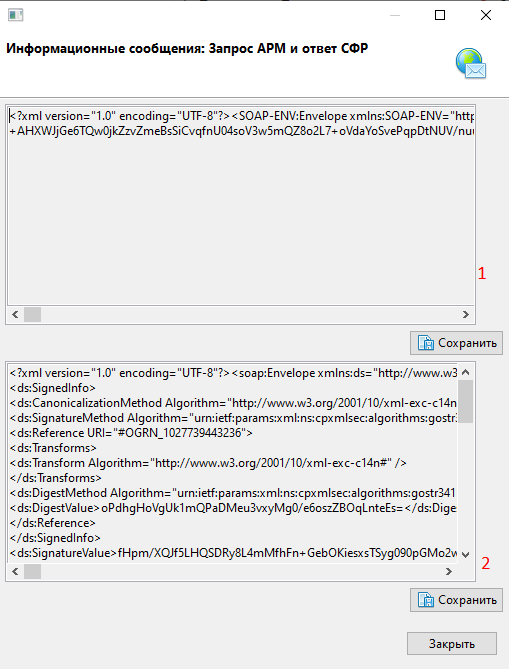 Информационные сообщения: Запрос АРМ и ответ СФР
<?xml version="1.0" encoding="UTF-8"?><SOAP-ENV:Envelope xmlns:SOAP-ENV="http
+AHXWJjGe6TQw0jkZzvZmeBsSiCvqfnU04soV3w5mQZ8o2L7+oVdaYoSvePqpDtNUV/nuu
1
Сохранить
<?xml version="1.0" encoding="UTF-8"?><soap:Envelope xmlns:ds="http://www.w3
<ds:SignedInfo>
<ds:CanonicalizationMethod Algorithm="http://www.w3.org/2001/10/xml-exc-c14n
<ds:SignatureMethod Algorithm="urn:ietf:params:xml:ns:cpxmlsec:algorithms:gostr3
<ds:Reference URI="#OGRN_1027739443236">
<ds:Transforms>
<ds:Transform Algorithm="http://www.w3.org/2001/10/xml-exc-c14n#" />
</ds:Transforms>
<ds:DigestMethod Algorithm="urn:ietf:params:xml:ns:cpxmlsec:algorithms:gostr341
<ds:DigestValue>oPdhgHoVgUk1mQPaDMeu3vxyMg0/e6oszZBOqLnteEs=</ds:Diges
</ds:Reference>
</ds:SignedInfo>
<ds:SignatureValue>fHpm/XQJf5LHQSDRy8L4mMfhFn+GebOKiesxsTSyg090pGMo2w
2
Сохранить
Закрыть